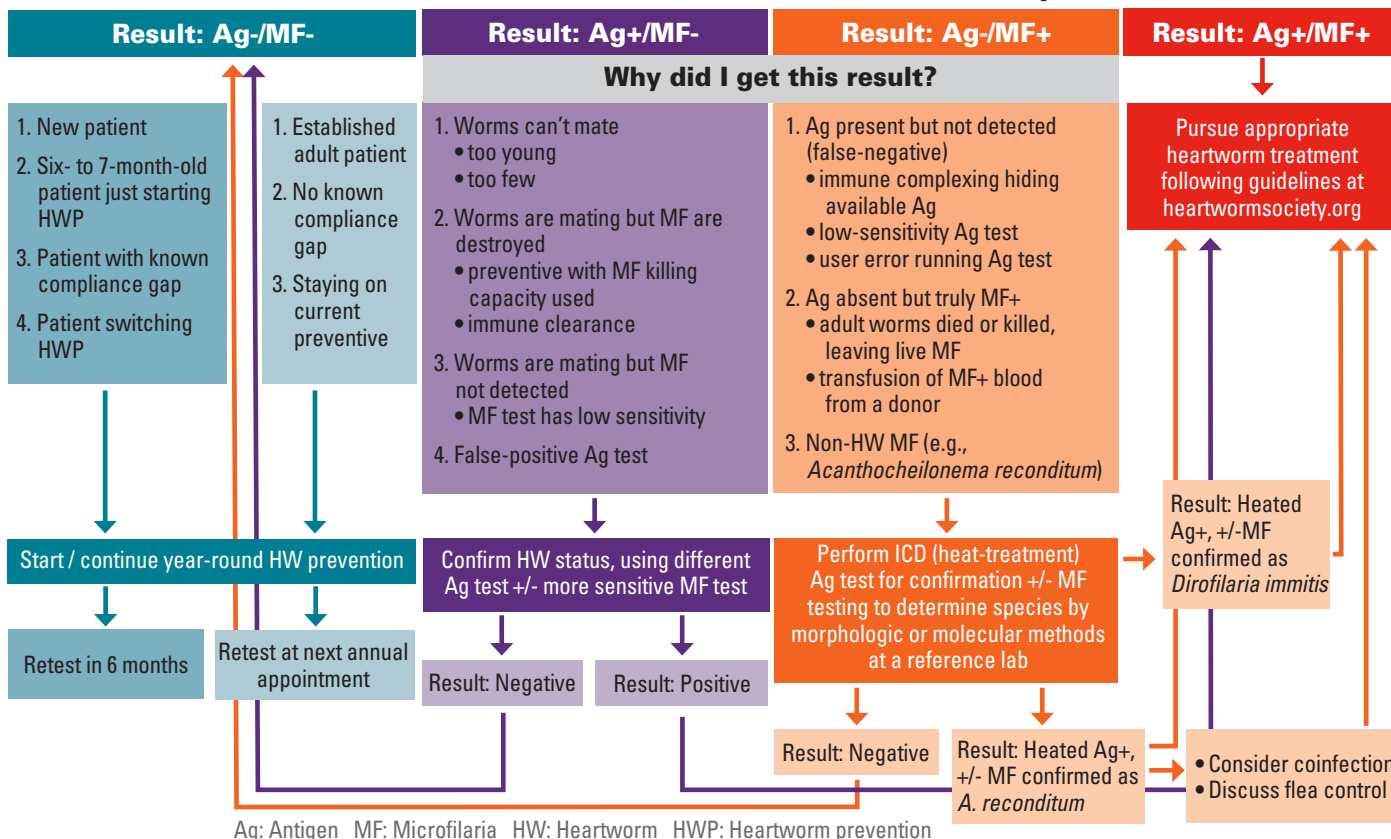 Result: Ag-/MF-
Result: Ag+/MF-
Result: Ag-/MF+
Result: Ag+/MF+
Why did I get this result?
1. New patient
2. Six- to 7-month-old
patient just starting
HWP
3. Patient with known
compliance gap
4. Patient switching
HWP
1. Established
adult patient
2. No known
compliance
gap
3. Staying on
current
preventive
1. Worms can't mate
• too young
• too few
2. Worms are mating but MF are
destroyed
• preventive with MF killing
capacity used
• immune clearance
3. Worms are mating but MF
not detected
• MF test has low sensitivity
4. False-positive Ag test
1. Ag present but not detected
(false-negative)
• immune complexing hiding
available Ag
• low-sensitivity Ag test
• user error running Ag test
2. Ag absent but truly MF+
• adult worms died or killed,
leaving live MF
• transfusion of MF+ blood
from a donor
3. Non-HW MF (e.g.,
Acanthocheilonema reconditum)
Pursue appropriate
heartworm treatment
following guidelines at
heartwormsociety.org
Start / continue year-round HW prevention
Retest in 6 months
Retest at next annual
appointment
Confirm HW status, using different
Ag test +/- more sensitive MF test
Result: Negative
Result: Positive
Perform ICD (heat-treatment)
Ag test for confirmation +/- MF
testing to determine species by
morphologic or molecular methods
at a reference lab
Result: Heated
Ag+, +/-MF
confirmed as
Dirofilaria immitis
Result: Negative
Result: Heated Ag+,
+/- MF confirmed as
A. reconditum
• Consider coinfection
• Discuss flea control
Ag: Antigen MF: Microfilaria HW: Heartworm HWP: Heartworm prevention